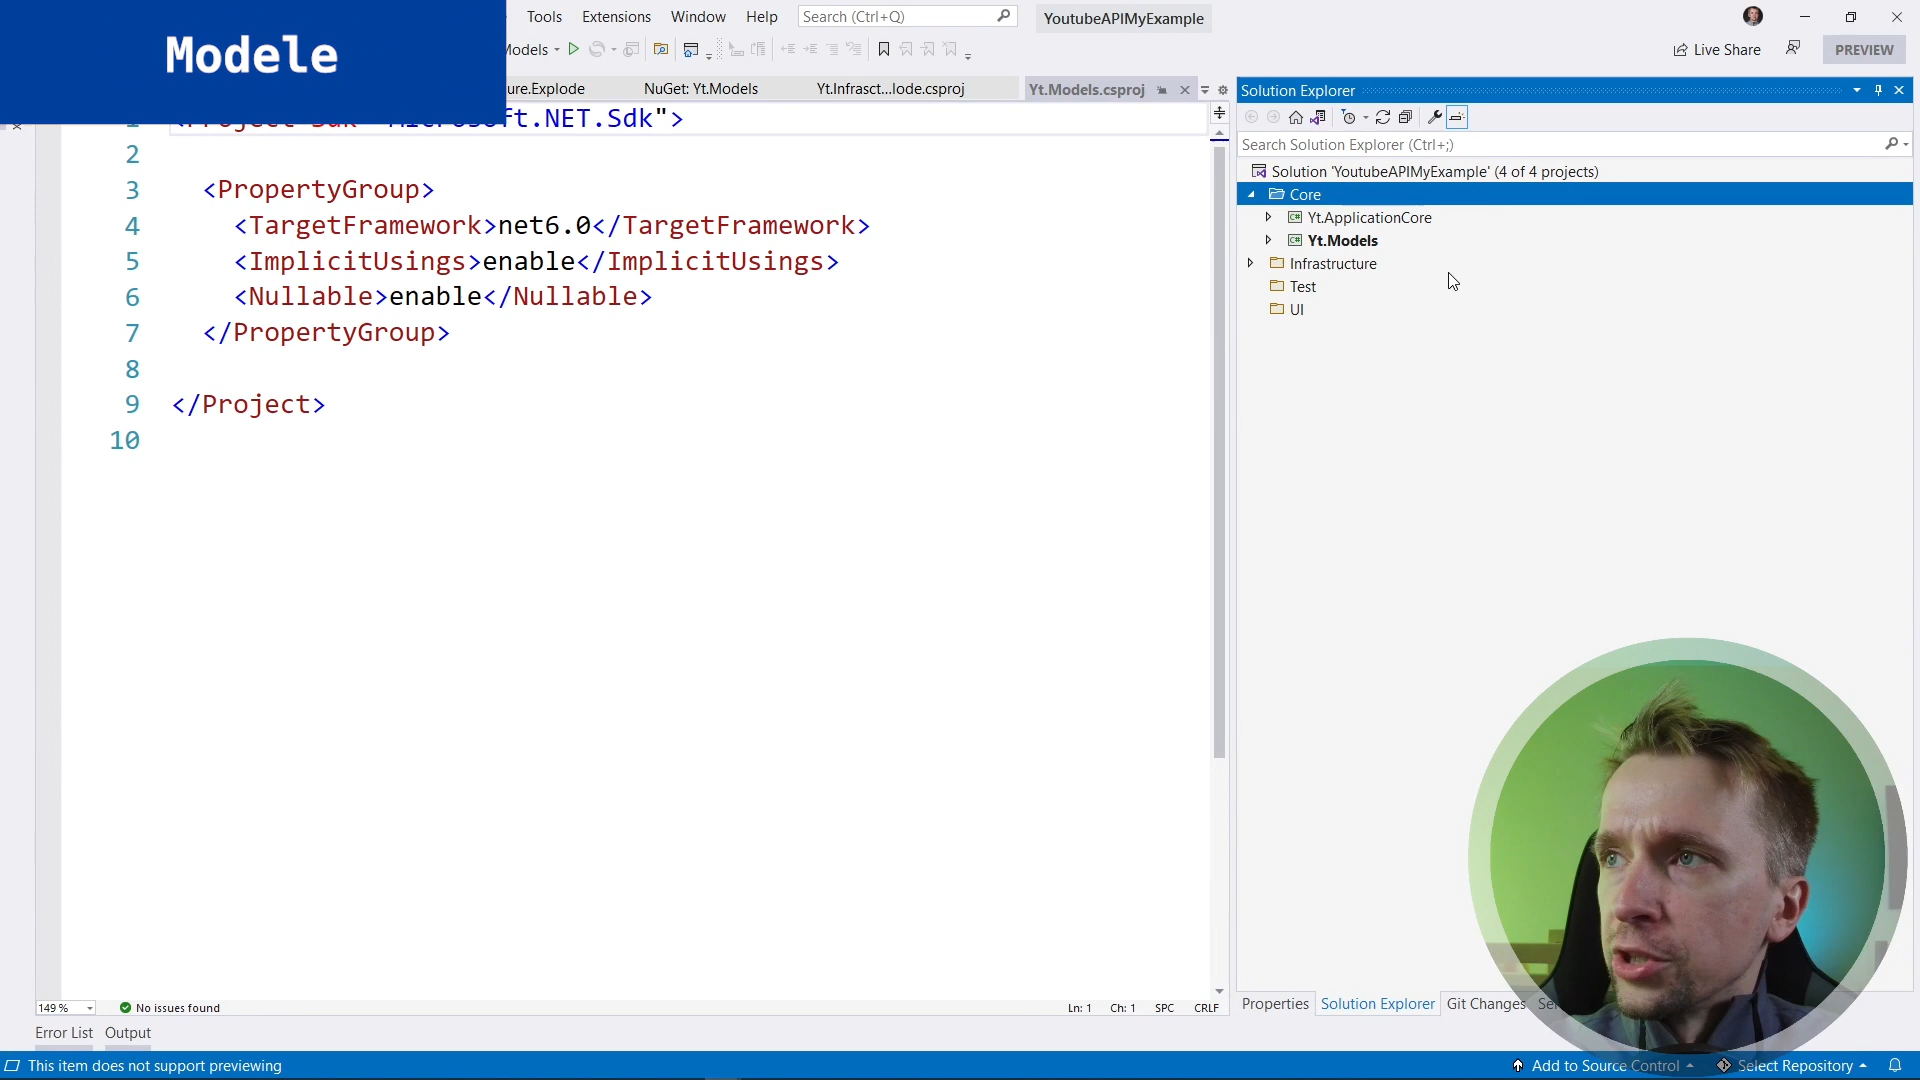 Modele
Tools Extensions Window Help Search (Ctrl+Q) YoutubeAPIMyExample
Live Share PREVIEW
NuGet: Yt.Models Yt.Infrasct...lode.csproj Yt.Models.csproj
ure.Explode
1 <Project Sdk="Microsoft.NET.Sdk">
2
3 <PropertyGroup>
4 <TargetFramework>net6.0</TargetFramework>
5 <ImplicitUsings>enable</ImplicitUsings>
6 <Nullable>enable</Nullable>
7 </PropertyGroup>
8
9 </Project>
10
Solution Explorer
Search Solution Explorer (Ctrl+;)
Solution 'YoutubeAPIMyExample' (4 of 4 projects)
Core
C# Yt.ApplicationCore
C# Yt.Models
Infrastructure
Test
UI
149 % No issues found Ln: 1 Ch: 1 SPC CRLF
Properties Solution Explorer Git Changes
Error List Output
This item does not support previewing Add to Source Control Select Repository